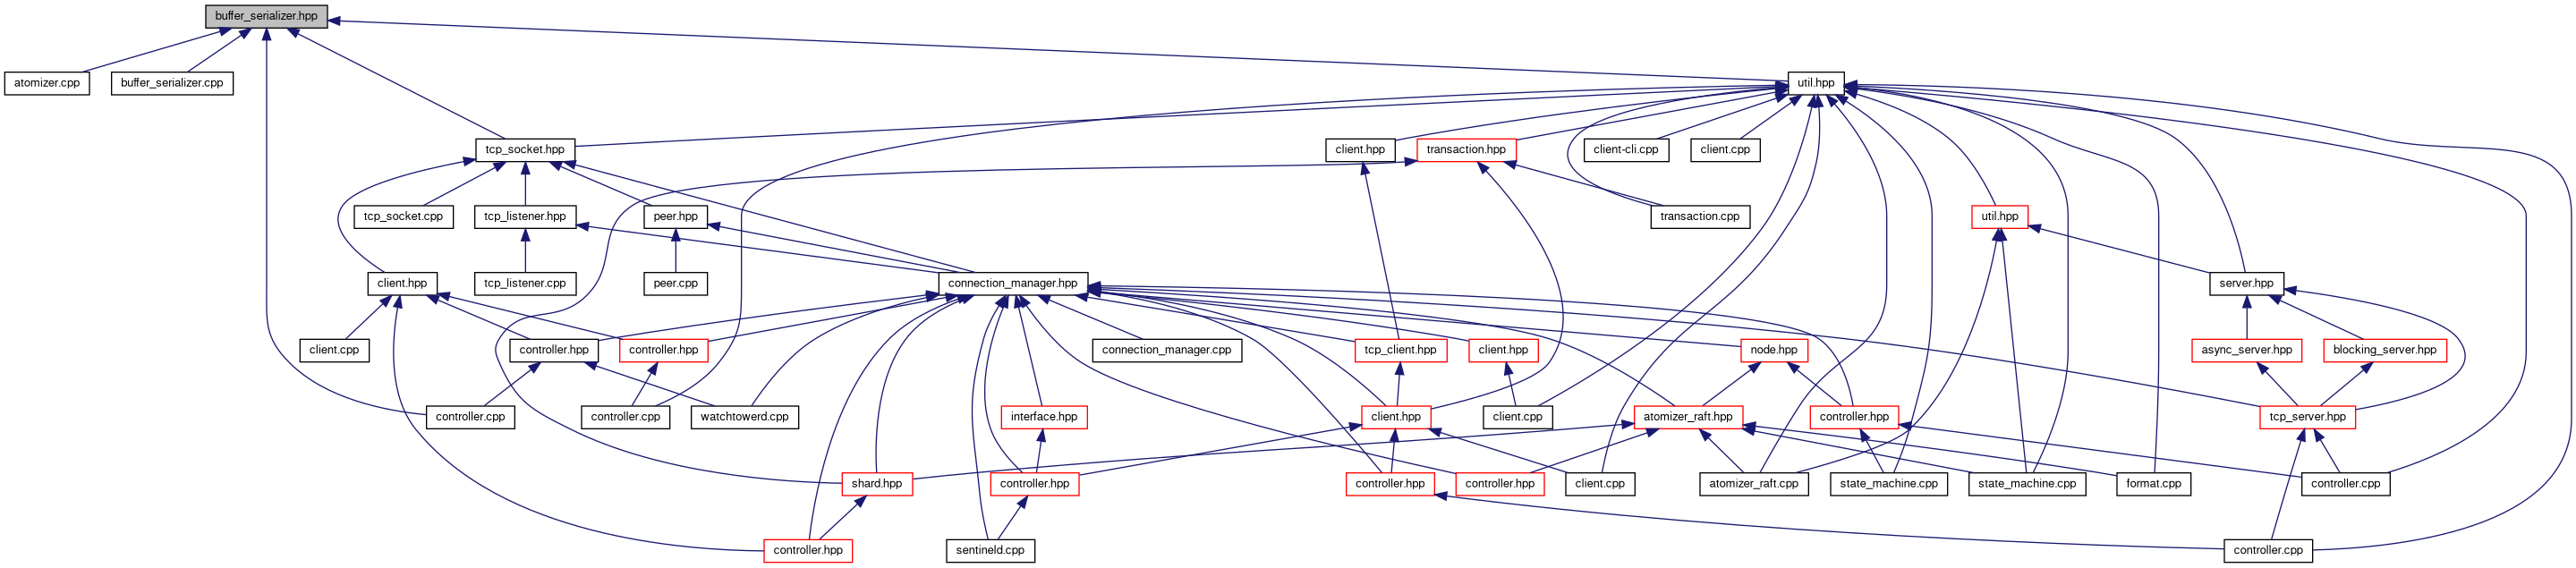 buffer_serializer.hpp
atomizer.cpp
buffer_serializer.cpp
util.hpp
tcp_socket.hpp
client.hpp
transaction.hpp
client-cli.cpp
client.cpp
tcp_socket.cpp
tcp_listener.hpp
peer.hpp
transaction.cpp
util.hpp
client.hpp
tcp_listener.cpp
peer.cpp
connection_manager.hpp
server.hpp
client.cpp
controller.hpp
controller.hpp
connection_manager.cpp
tcp_client.hpp
client.hpp
node.hpp
async_server.hpp
blocking_server.hpp
controller.cpp
controller.cpp
watchtowerd.cpp
interface.hpp
client.hpp
client.cpp
atomizer_raft.hpp
controller.hpp
tcp_server.hpp
shard.hpp
controller.hpp
controller.hpp
controller.hpp
client.cpp
atomizer_raft.cpp
state_machine.cpp
state_machine.cpp
format.cpp
controller.cpp
controller.hpp
sentineld.cpp
controller.cpp